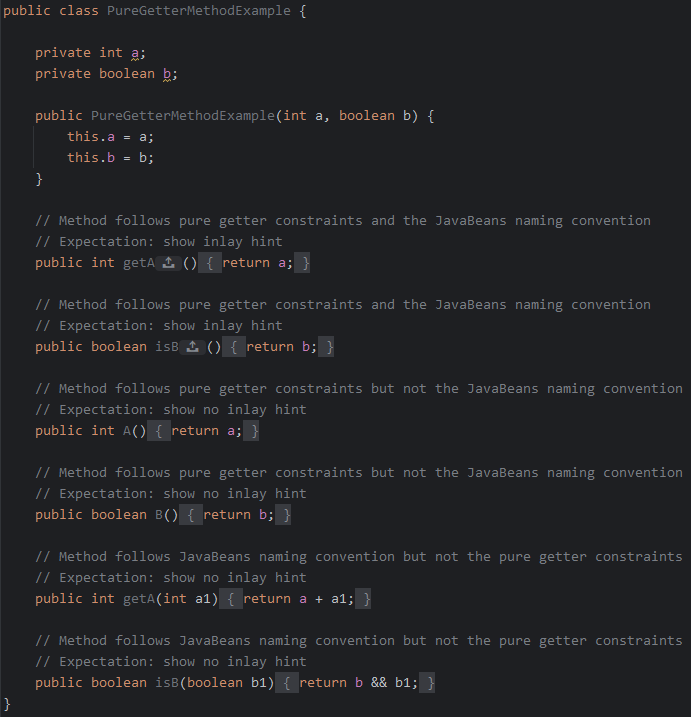 public class PureGetterMethodExample {
private int a;
private boolean b;
public PureGetterMethodExample(int a, boolean b) {
this.a = a;
this.b = b;
}
// Method follows pure getter constraints and the JavaBeans naming convention
// Expectation: show inlay hint
public int getA() { return a; }
// Method follows pure getter constraints and the JavaBeans naming convention
// Expectation: show inlay hint
public boolean isB() { return b; }
// Method follows pure getter constraints but not the JavaBeans naming convention
// Expectation: show no inlay hint
public int A() { return a; }
// Method follows pure getter constraints but not the JavaBeans naming convention
// Expectation: show no inlay hint
public boolean B() { return b; }
// Method follows JavaBeans naming convention but not the pure getter constraints
// Expectation: show no inlay hint
public int getA(int a1) { return a + a1; }
// Method follows JavaBeans naming convention but not the pure getter constraints
// Expectation: show no inlay hint
public boolean isB(boolean b1) { return b && b1; }
}